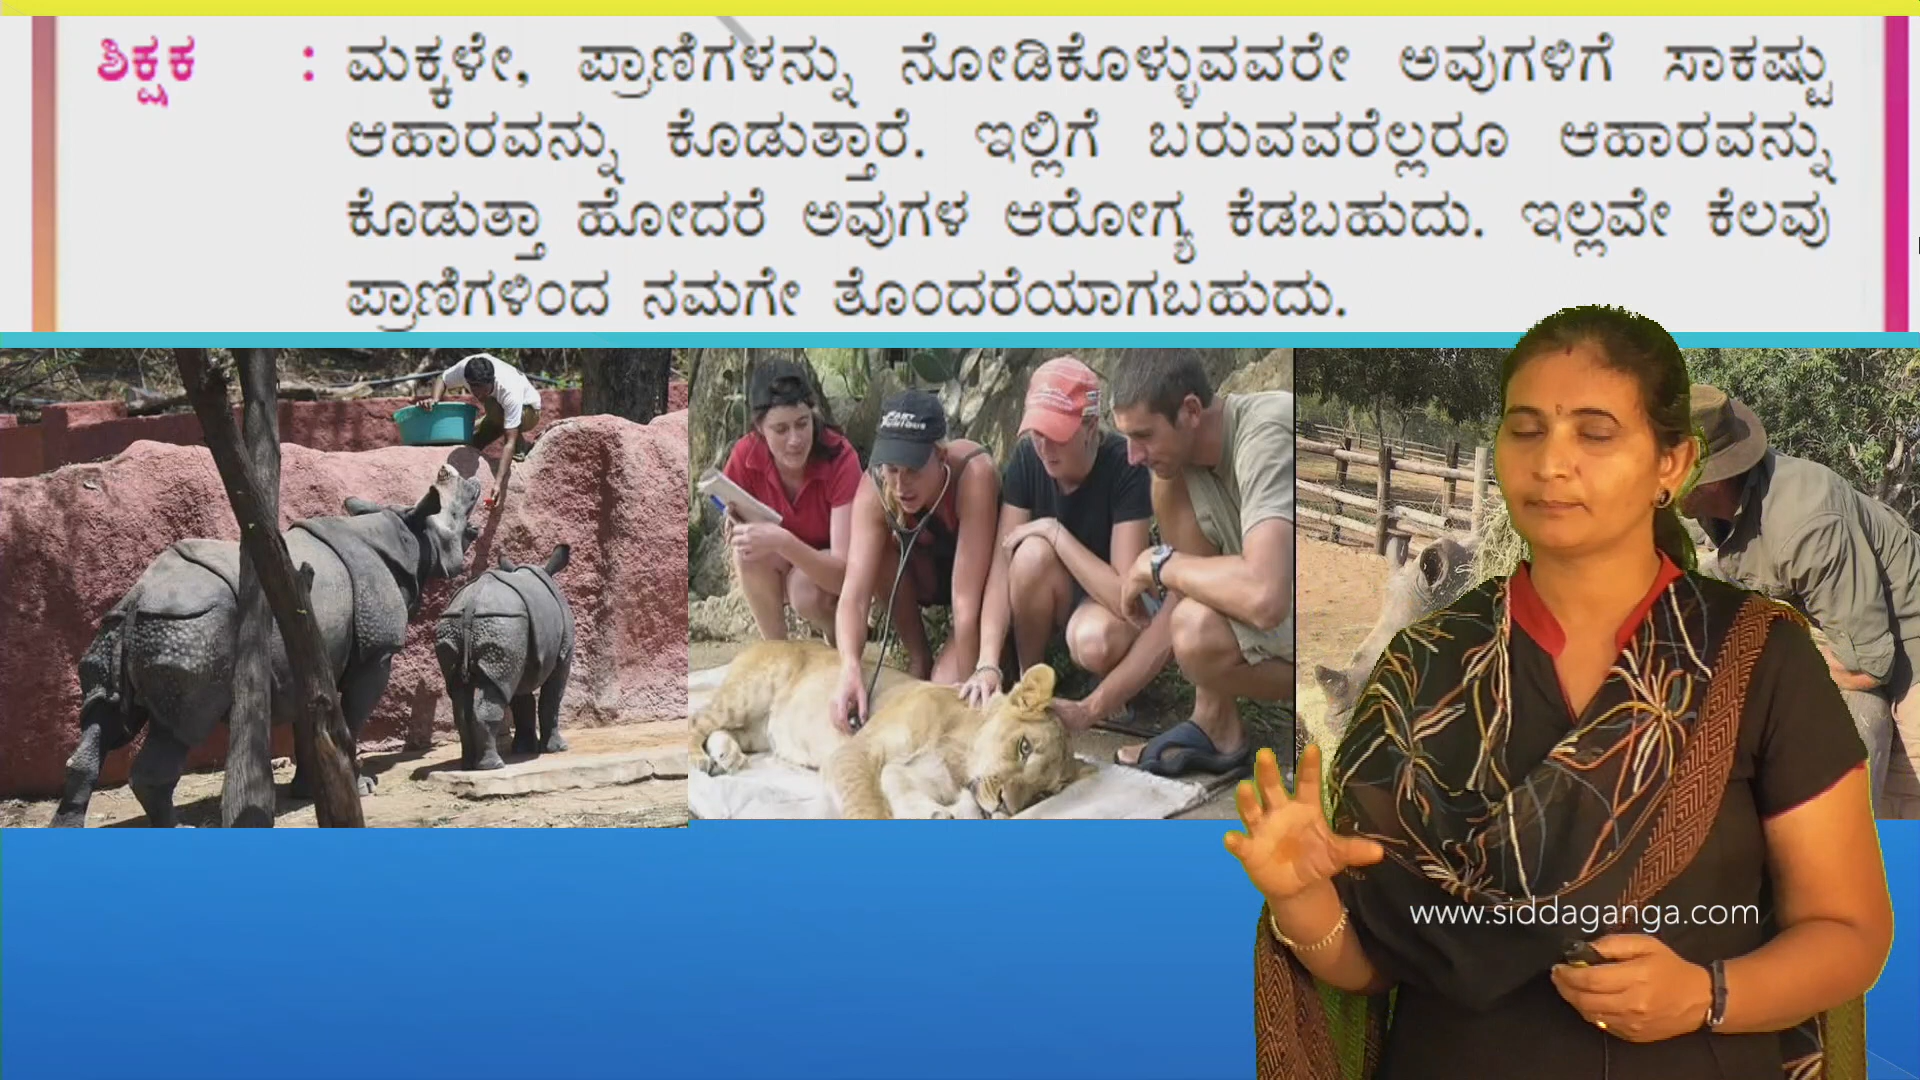 ಶಿಕ್ಷಕ : ಮಕ್ಕಳೇ, ಪ್ರಾಣಿಗಳನ್ನು ನೋಡಿಕೊಳ್ಳುವವರೇ ಅವುಗಳಿಗೆ ಸಾಕಷ್ಟು
ಆಹಾರವನ್ನು ಕೊಡುತ್ತಾರೆ. ಇಲ್ಲಿಗೆ ಬರುವವರೆಲ್ಲರೂ ಆಹಾರವನ್ನು
ಕೊಡುತ್ತಾ ಹೋದರೆ ಅವುಗಳ ಆರೋಗ್ಯ ಕೆಡಬಹುದು. ಇಲ್ಲವೇ ಕೆಲವು
ಪ್ರಾಣಿಗಳಿಂದ ನಮಗೇ ತೊಂದರೆಯಾಗಬಹುದು.
www.siddaganga.com